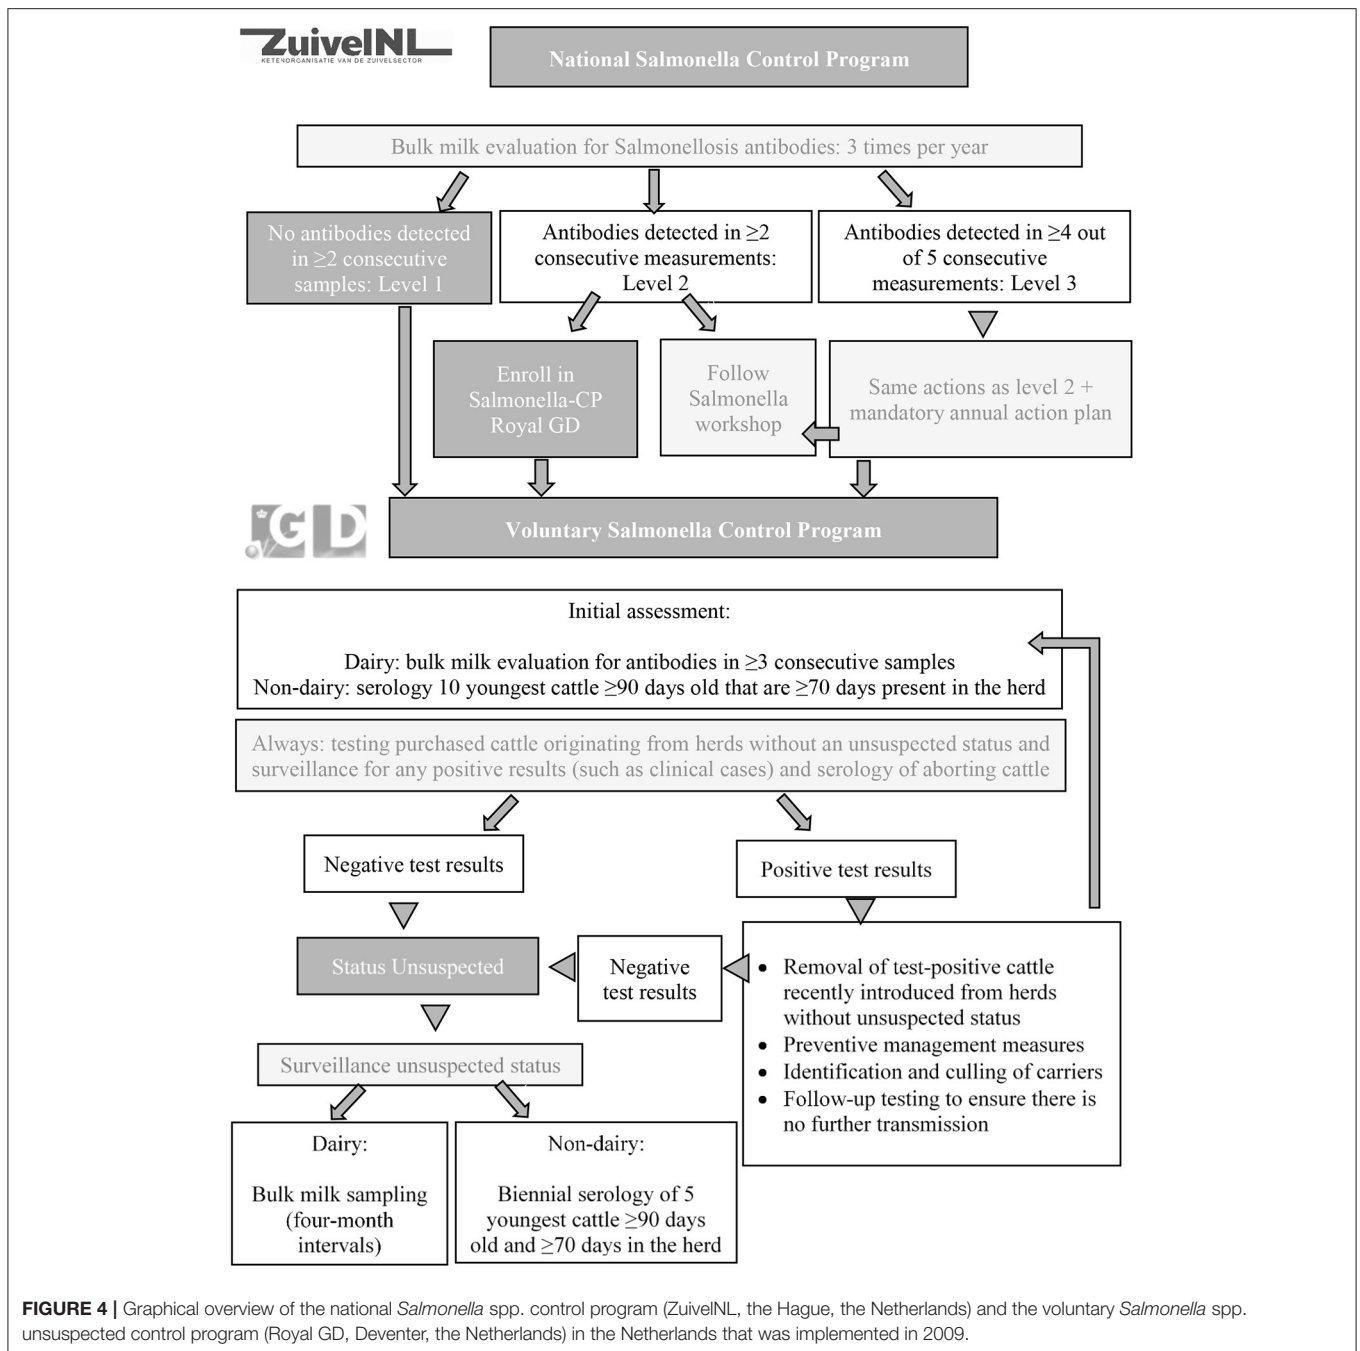 ZuivelNL
KETENORGANISATIE VAN DE ZUIVELSECTOR
National Salmonella Control Program
Bulk milk evaluation for Salmonellosis antibodies: 3 times per year
No antibodies detected
in ≥2 consecutive
samples: Level 1
Antibodies detected in ≥2
consecutive measurements:
Level 2
Antibodies detected in ≥4 out
of 5 consecutive
measurements: Level 3
Enroll in
Salmonella-CP
Royal GD
Follow
Salmonella
workshop
Same actions as level 2 +
mandatory annual action plan
GD
Voluntary Salmonella Control Program
Initial assessment:
Dairy: bulk milk evaluation for antibodies in ≥3 consecutive samples
Non-dairy: serology 10 youngest cattle ≥90 days old that are ≥70 days present in the herd
Always: testing purchased cattle originating from herds without an unsuspected status and
surveillance for any positive results (such as clinical cases) and serology of aborting cattle
Negative test results
Positive test results
Status Unsuspected
Negative
test results
• Removal of test-positive cattle
recently introduced from herds
without unsuspected status
• Preventive management measures
• Identification and culling of carriers
• Follow-up testing to ensure there is
no further transmission
Surveillance unsuspected status
Dairy:
Bulk milk sampling
(four-month
intervals)
Non-dairy:
Biennial serology of 5
youngest cattle ≥90 days
old and ≥70 days in the herd
FIGURE 4 | Graphical overview of the national Salmonella spp. control program (ZuivelNL, the Hague, the Netherlands) and the voluntary Salmonella spp.
unsuspected control program (Royal GD, Deventer, the Netherlands) in the Netherlands that was implemented in 2009.